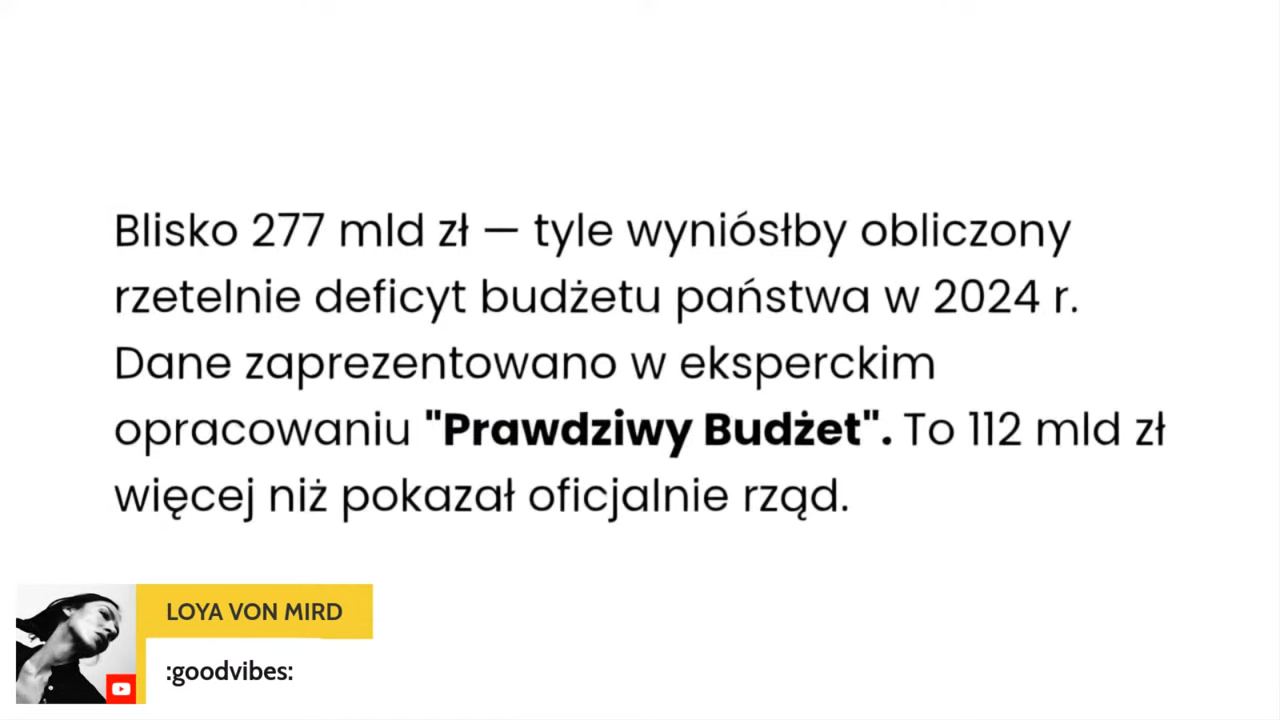 Blisko 277 mld zł — tyle wyniósłby obliczony
rzetelnie deficyt budżetu państwa w 2024 r.
Dane zaprezentowano w eksperckim
opracowaniu "Prawdziwy Budżet". To 112 mld zł
więcej niż pokazał oficjalnie rząd.
LOYA VON MIRD
:goodvibes: